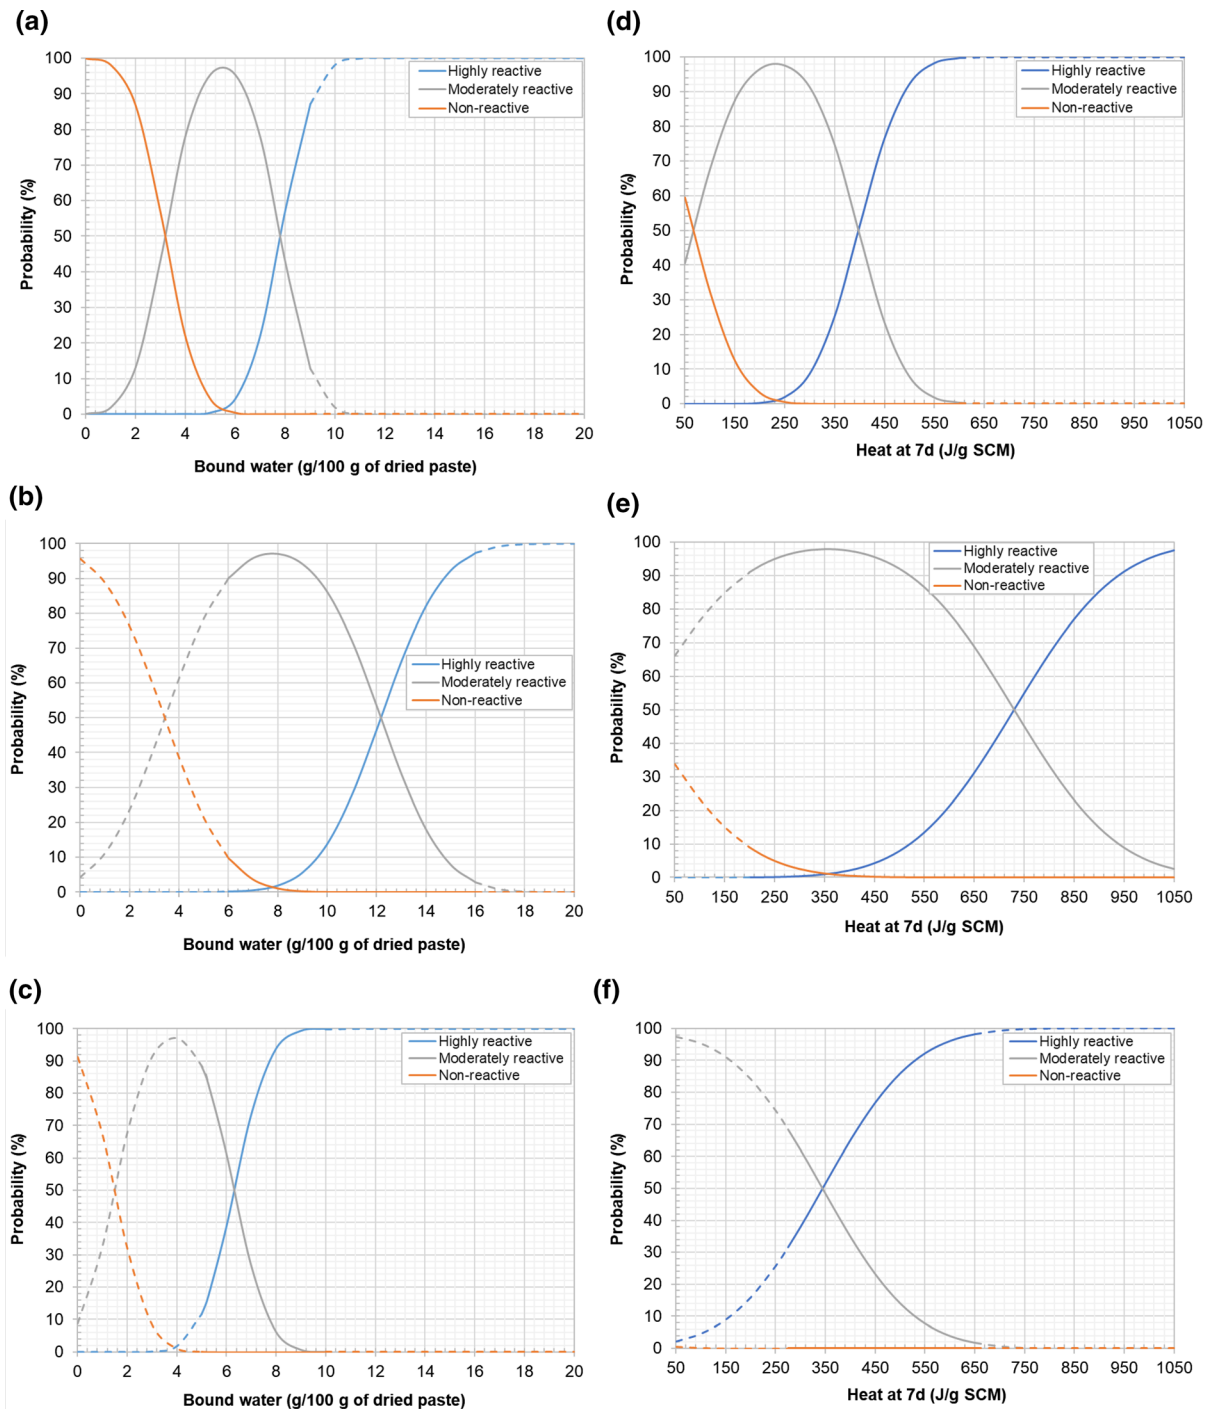 (a)
100
90
80
70
60
50
40
30
20
10
0
Probability (%)
Highly reactive
Moderately reactive
Non-reactive
0 2 4 6 8 10 12 14 16 18 20
Bound water (g/100 g of dried paste)
(d)
100
90
80
70
60
50
40
30
20
10
0
Probability (%)
Highly reactive
Moderately reactive
Non-reactive
50 150 250 350 450 550 650 750 850 950 1050
Heat at 7d (J/g SCM)
(b)
100
90
80
70
60
50
40
30
20
10
0
Probability (%)
Highly reactive
Moderately reactive
Non-reactive
0 2 4 6 8 10 12 14 16 18 20
Bound water (g/100 g of dried paste)
(e)
100
90
80
70
60
50
40
30
20
10
0
Probability (%)
Highly reactive
Moderately reactive
Non-reactive
50 150 250 350 450 550 650 750 850 950 1050
Heat at 7d (J/g SCM)
(c)
100
90
80
70
60
50
40
30
20
10
0
Probability (%)
Highly reactive
Moderately reactive
Non-reactive
0 2 4 6 8 10 12 14 16 18 20
Bound water (g/100 g of dried paste)
(f)
100
90
80
70
60
50
40
30
20
10
0
Probability (%)
Highly reactive
Moderately reactive
Non-reactive
50 150 250 350 450 550 650 750 850 950 1050
Heat at 7d (J/g SCM)